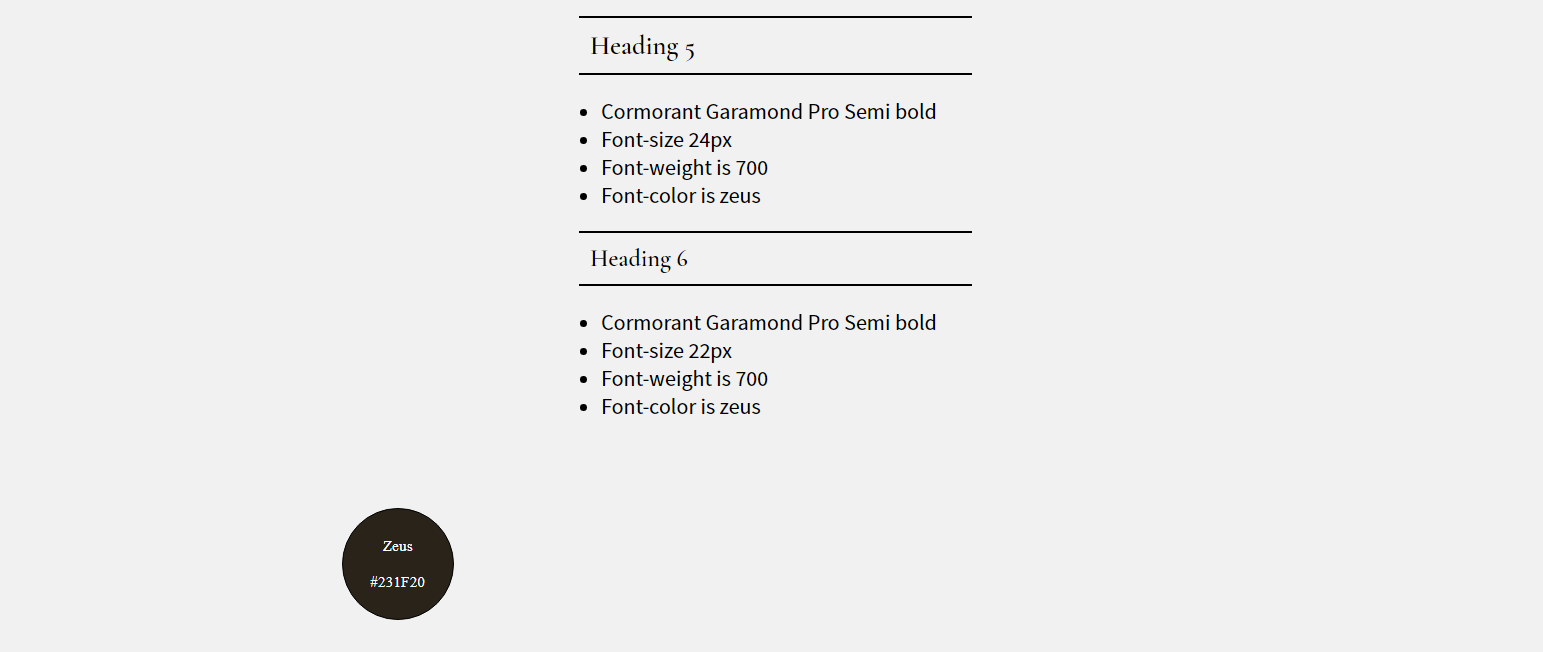 Heading 5
Cormorant Garamond Pro Semi bold
Font-size 24px
Font-weight is 700
Font-color is zeus
Heading 6
Cormorant Garamond Pro Semi bold
Font-size 22px
Font-weight is 700
Font-color is zeus
Zeus
#231F20